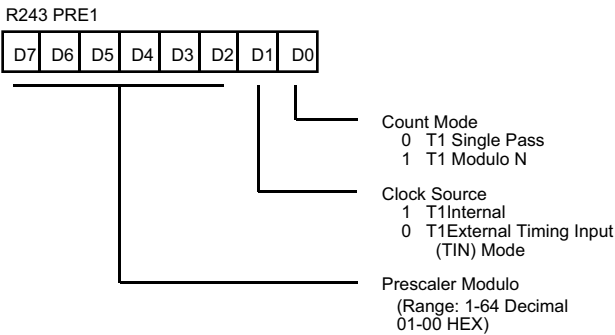 R243 PRE1
D7 D6 D5 D4 D3 D2 D1 D0
Count Mode
0 T1 Single Pass
1 T1 Modulo N
Clock Source
1 T1Internal
0 T1External Timing Input
(TIN) Mode
Prescaler Modulo
(Range: 1-64 Decimal
01-00 HEX)